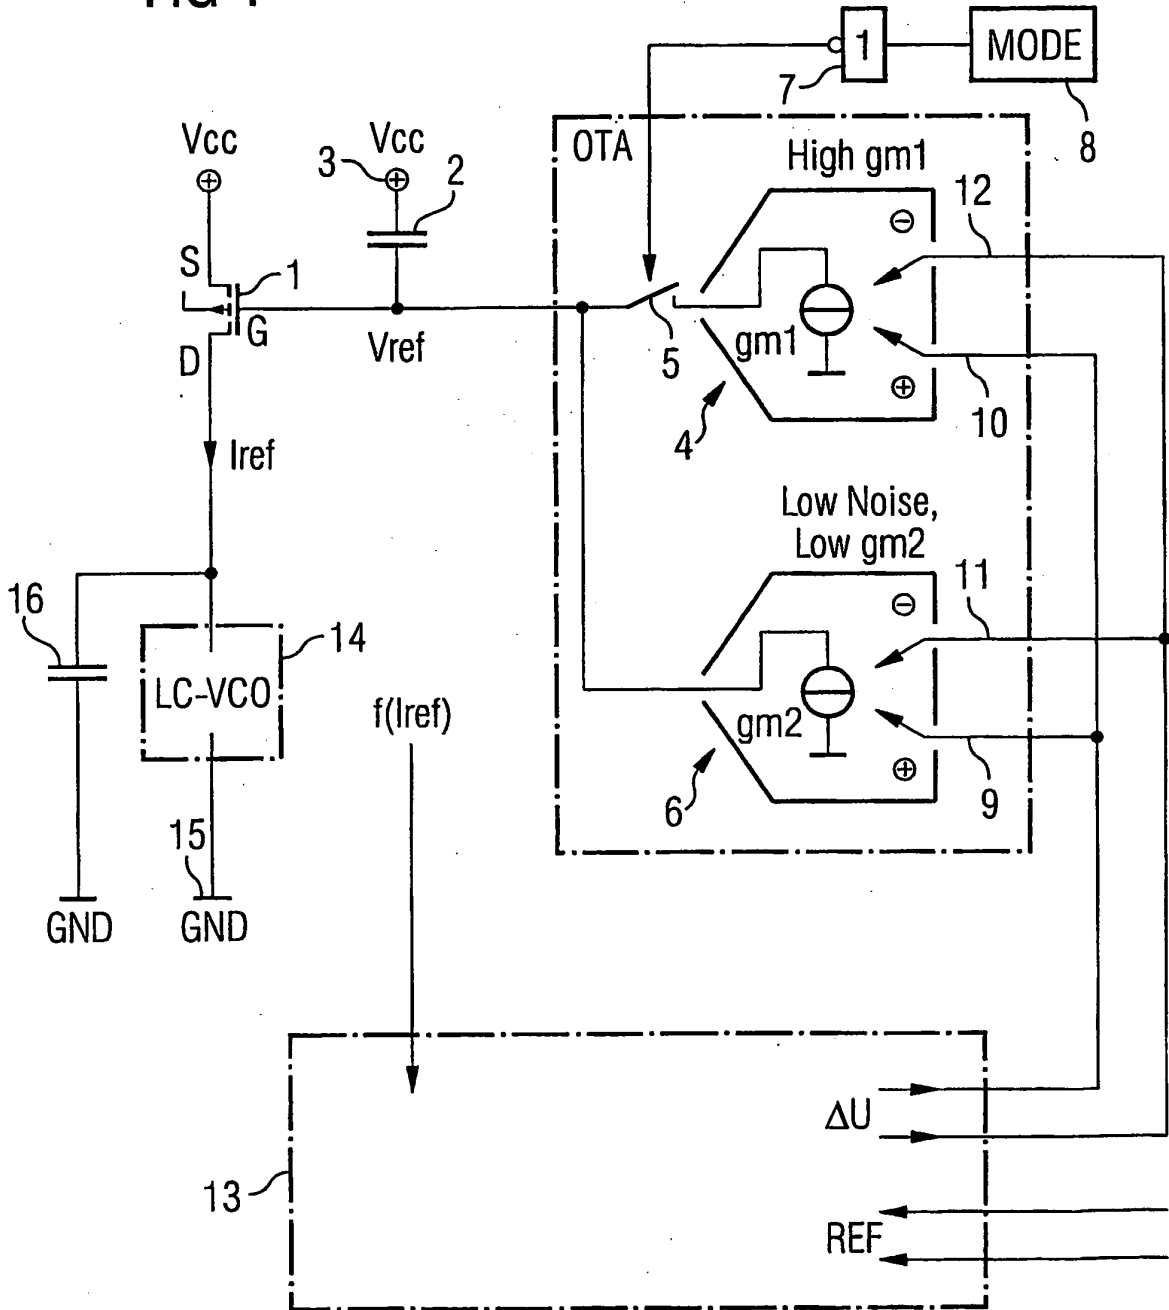 1
MODE
7
8
OTA
High gm1
Vcc
3
Vcc
2
12
S
1
G
D
Vref
5
gm1
4
10
Iref
Low Noise,
Low gm2
11
16
14
LC-VCO
f(Iref)
gm2
6
9
15
GND
GND
ΔU
13
REF